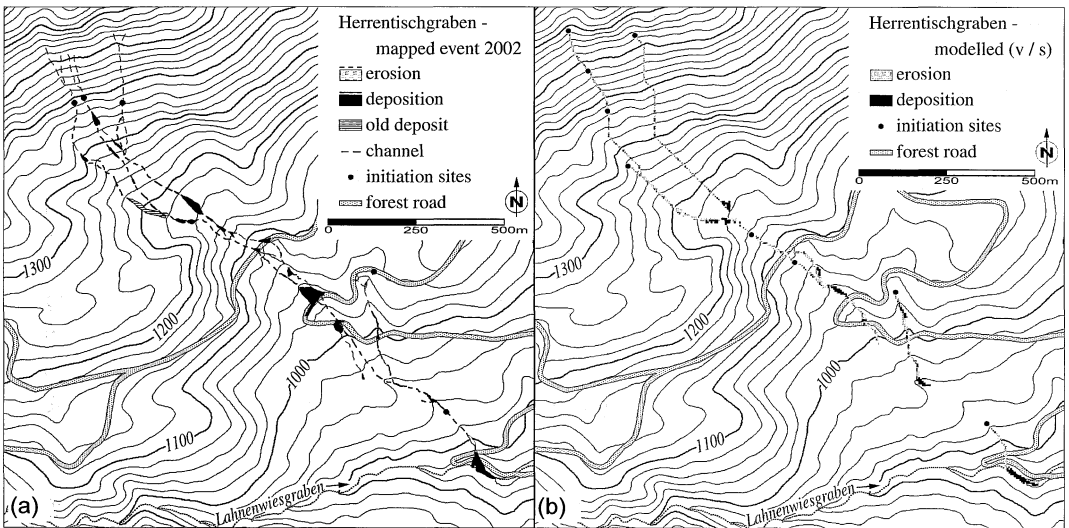 Herrentischgraben -
mapped event 2002
erosion
deposition
old deposit
channel
initiation sites
forest road
N
0 250 500m
1300
1200
1100
1000
Lahnenwiesgraben
(a)
Herrentischgraben -
modelled (v / s)
erosion
deposition
initiation sites
forest road
N
0 250 500m
1300
1200
1100
1000
Lahnenwiesgraben
(b)